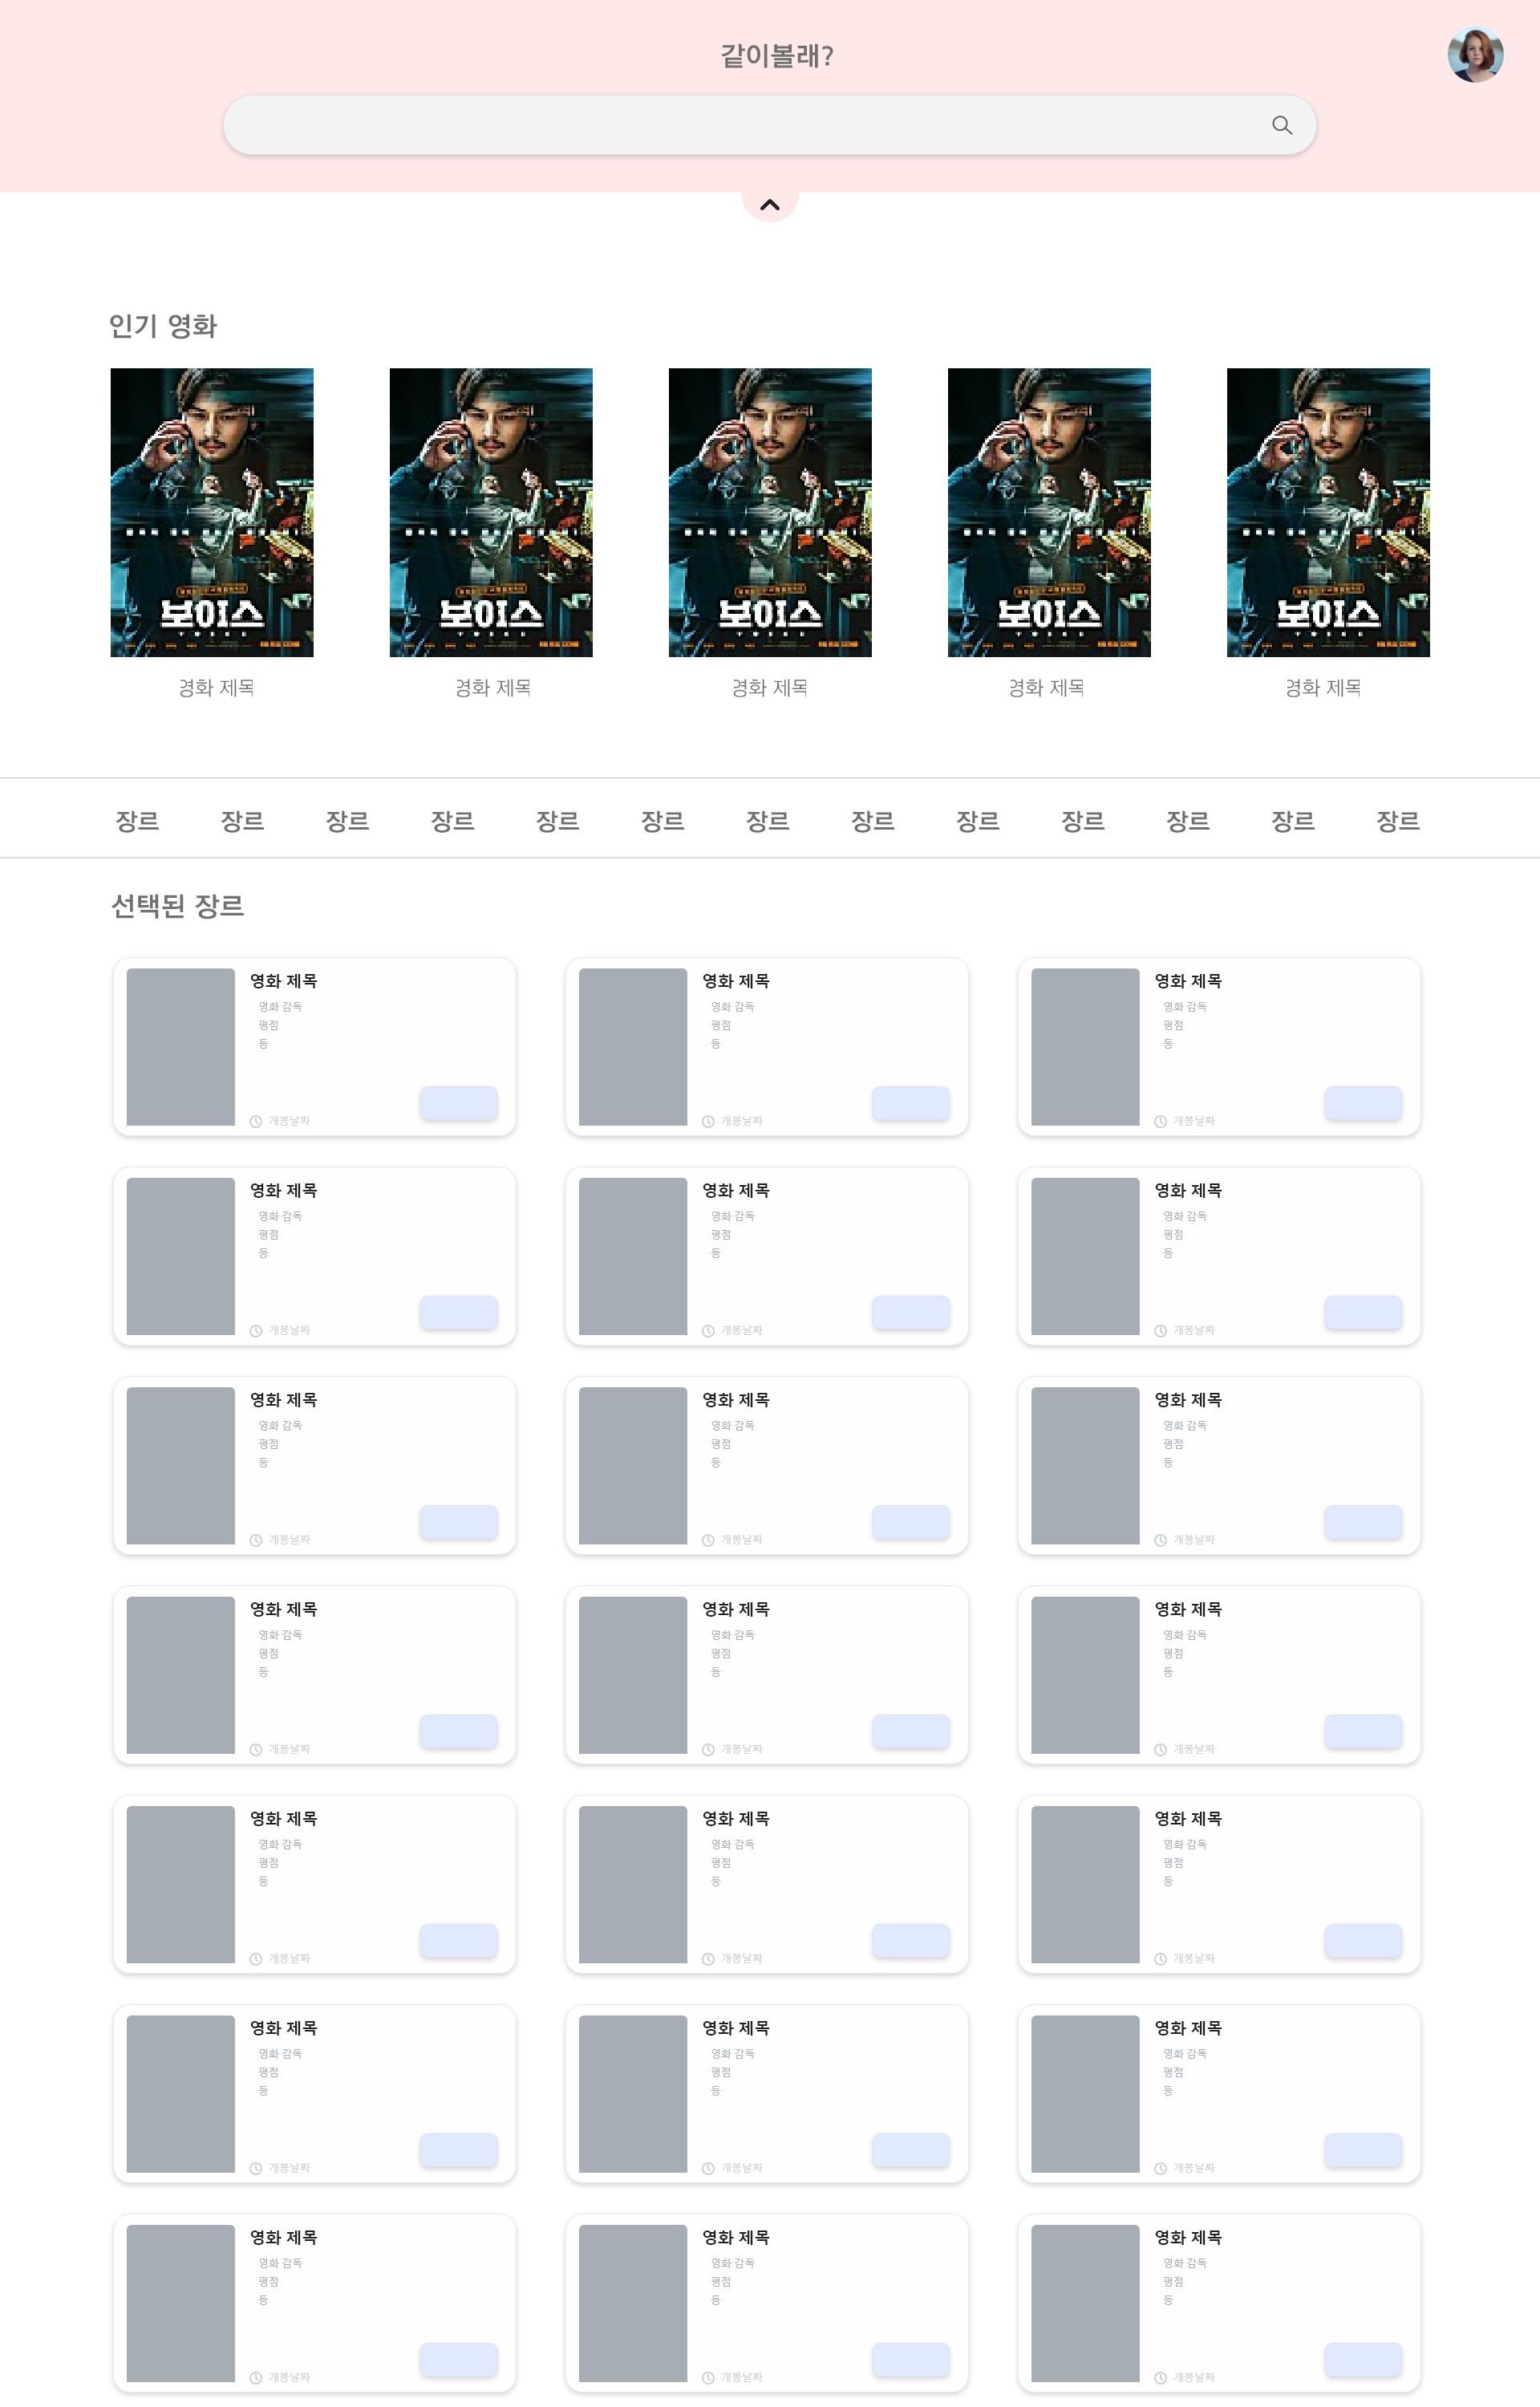 같이볼래?
인기 영화
보이스 보이스 보이스 보이스 보이스
영화 제목 영화 제목 영화 제목 영화 제목 영화 제목
장르 장르 장르 장르 장르 장르 장르 장르 장르 장르 장르 장르 장르
선택된 장르
영화 제목 영화 제목 영화 제목
영화 감독 영화 감독 영화 감독
평점 평점 평점
등 등 등
개봉날짜 개봉날짜 개봉날짜
영화 제목 영화 제목 영화 제목
영화 감독 영화 감독 영화 감독
평점 평점 평점
등 등 등
개봉날짜 개봉날짜 개봉날짜
영화 제목 영화 제목 영화 제목
영화 감독 영화 감독 영화 감독
평점 평점 평점
등 등 등
개봉날짜 개봉날짜 개봉날짜
영화 제목 영화 제목 영화 제목
영화 감독 영화 감독 영화 감독
평점 평점 평점
등 등 등
개봉날짜 개봉날짜 개봉날짜
영화 제목 영화 제목 영화 제목
영화 감독 영화 감독 영화 감독
평점 평점 평점
등 등 등
개봉날짜 개봉날짜 개봉날짜
영화 제목 영화 제목 영화 제목
영화 감독 영화 감독 영화 감독
평점 평점 평점
등 등 등
개봉날짜 개봉날짜 개봉날짜
영화 제목 영화 제목 영화 제목
영화 감독 영화 감독 영화 감독
평점 평점 평점
등 등 등
개봉날짜 개봉날짜 개봉날짜